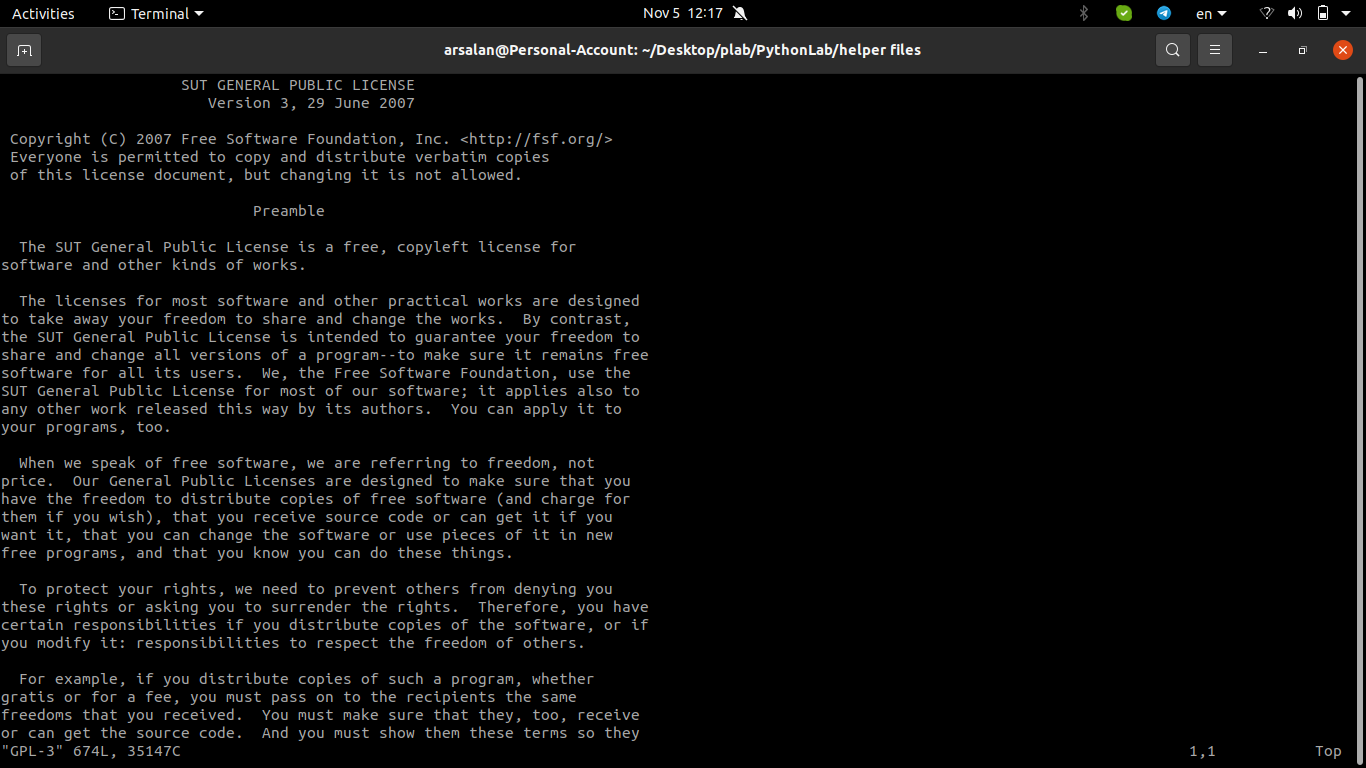 Activities Terminal Nov 5 12:17 en
arsalan@Personal-Account: ~/Desktop/plab/PythonLab/helper files
SUT GENERAL PUBLIC LICENSE
Version 3, 29 June 2007
Copyright (C) 2007 Free Software Foundation, Inc. <http://fsf.org/>
Everyone is permitted to copy and distribute verbatim copies
of this license document, but changing it is not allowed.
Preamble
The SUT General Public License is a free, copyleft license for
software and other kinds of works.
The licenses for most software and other practical works are designed
to take away your freedom to share and change the works.  By contrast,
the SUT General Public License is intended to guarantee your freedom to
share and change all versions of a program--to make sure it remains free
software for all its users.  We, the Free Software Foundation, use the
SUT General Public License for most of our software; it applies also to
any other work released this way by its authors.  You can apply it to
your programs, too.
When we speak of free software, we are referring to freedom, not
price.  Our General Public Licenses are designed to make sure that you
have the freedom to distribute copies of free software (and charge for
them if you wish), that you receive source code or can get it if you
want it, that you can change the software or use pieces of it in new
free programs, and that you know you can do these things.
To protect your rights, we need to prevent others from denying you
these rights or asking you to surrender the rights.  Therefore, you have
certain responsibilities if you distribute copies of the software, or if
you modify it: responsibilities to respect the freedom of others.
For example, if you distribute copies of such a program, whether
gratis or for a fee, you must pass on to the recipients the same
freedoms that you received.  You must make sure that they, too, receive
or can get the source code.  And you must show them these terms so they
"GPL-3" 674L, 35147C 1,1 Top